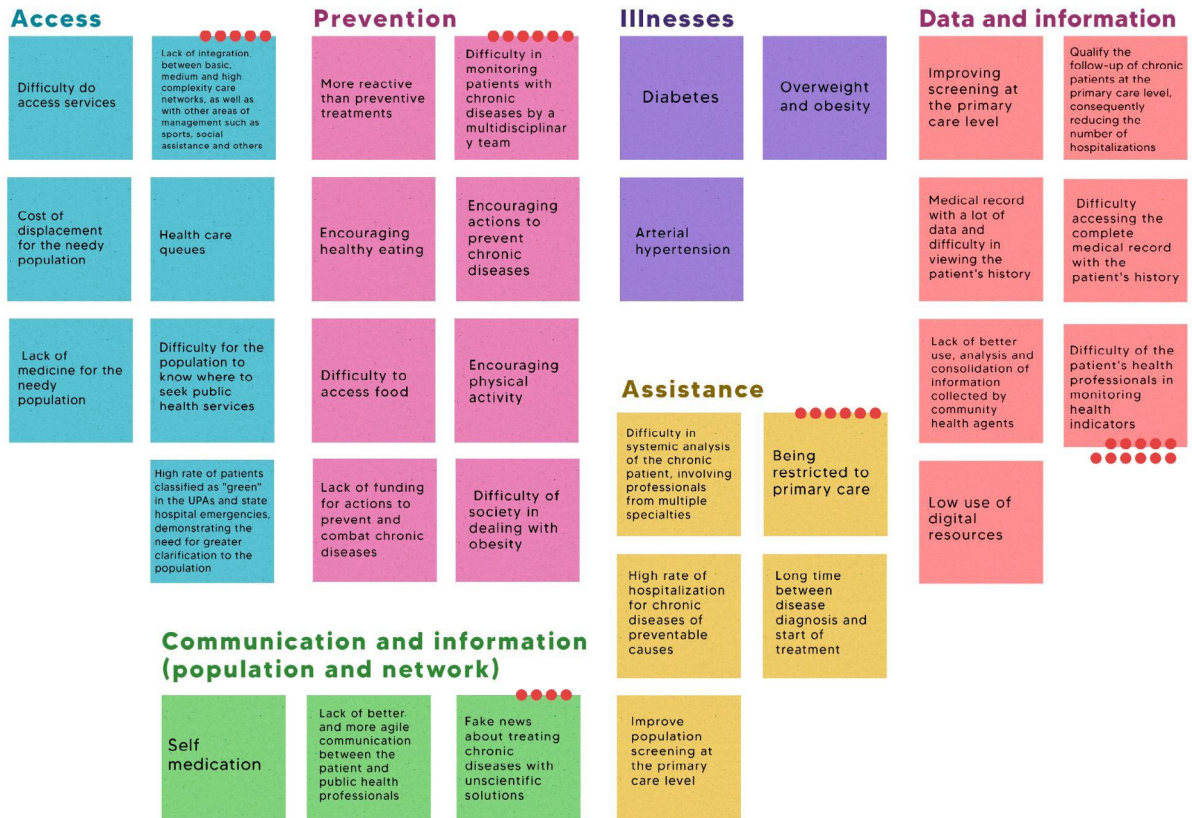 Access
Difficulty do
access services
Lack of integration
between basic,
medium and high
complexity care
networks, as well as
with other areas of
management such as
sports, social
assistance and others
Cost of
displacement
for the needy
population
Health care
queues
Lack of
medicine for the
needy
population
Difficulty for the
population to
know where to
seek public
health services
High rate of patients
classified as "green"
in the UPAs and state
hospital emergencies,
demonstrating the
need for greater
clarification to the
population
Prevention
More reactive
than preventive
treatments
Difficulty in
monitoring
patients with
chronic
diseases by a
multidisciplinar
y team
Encouraging
healthy eating
Encouraging
actions to
prevent
chronic
diseases
Difficulty to
access food
Encouraging
physical
activity
Lack of funding
for actions to
prevent and
combat chronic
diseases
Difficulty of
society in
dealing with
obesity
Illnesses
Diabetes
Overweight
and obesity
Arterial
hypertension
Assistance
Difficulty in
systemic analysis
of the chronic
patient, involving
professionals
from multiple
specialties
Being
restricted to
primary care
High rate of
hospitalization
for chronic
diseases of
preventable
causes
Long time
between
disease
diagnosis and
start of
treatment
Improve
population
screening at
the primary
care level
Data and information
Improving
screening at
the primary
care level
Qualify the
follow-up of chronic
patients at the
primary care level,
consequently
reducing the
number of
hospitalizations
Medical record
with a lot of
data and
difficulty in
viewing the
patient's history
Difficulty
accessing the
complete
medical record
with the
patient's history
Lack of better
use, analysis and
consolidation of
information
collected by
community
health agents
Difficulty of the
patient's health
professionals in
monitoring
health
indicators
Low use of
digital
resources
Communication and information
(population and network)
Self
medication
Lack of better
and more agile
communication
between the
patient and
public health
professionals
Fake news
about treating
chronic
diseases with
unscientific
solutions